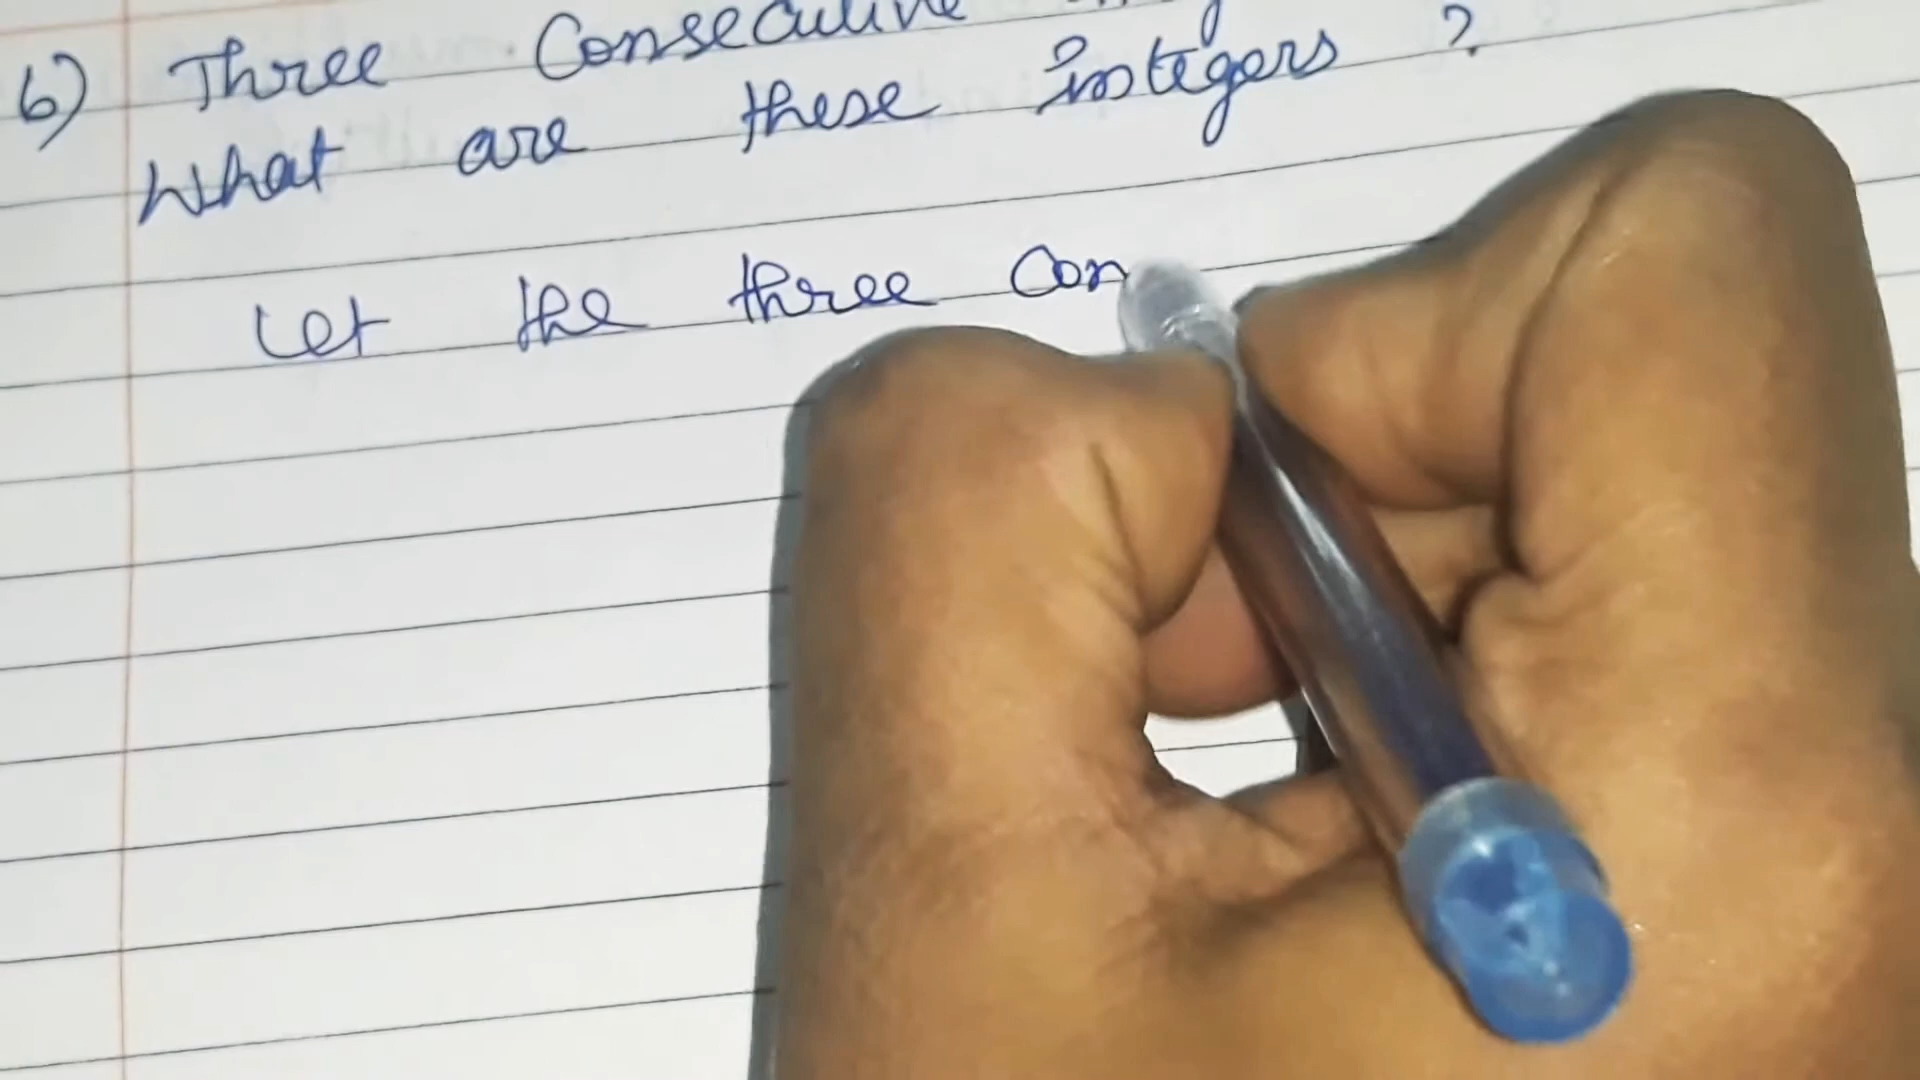 6) Three Consecutive
What are these Integers ?
Let the three Con